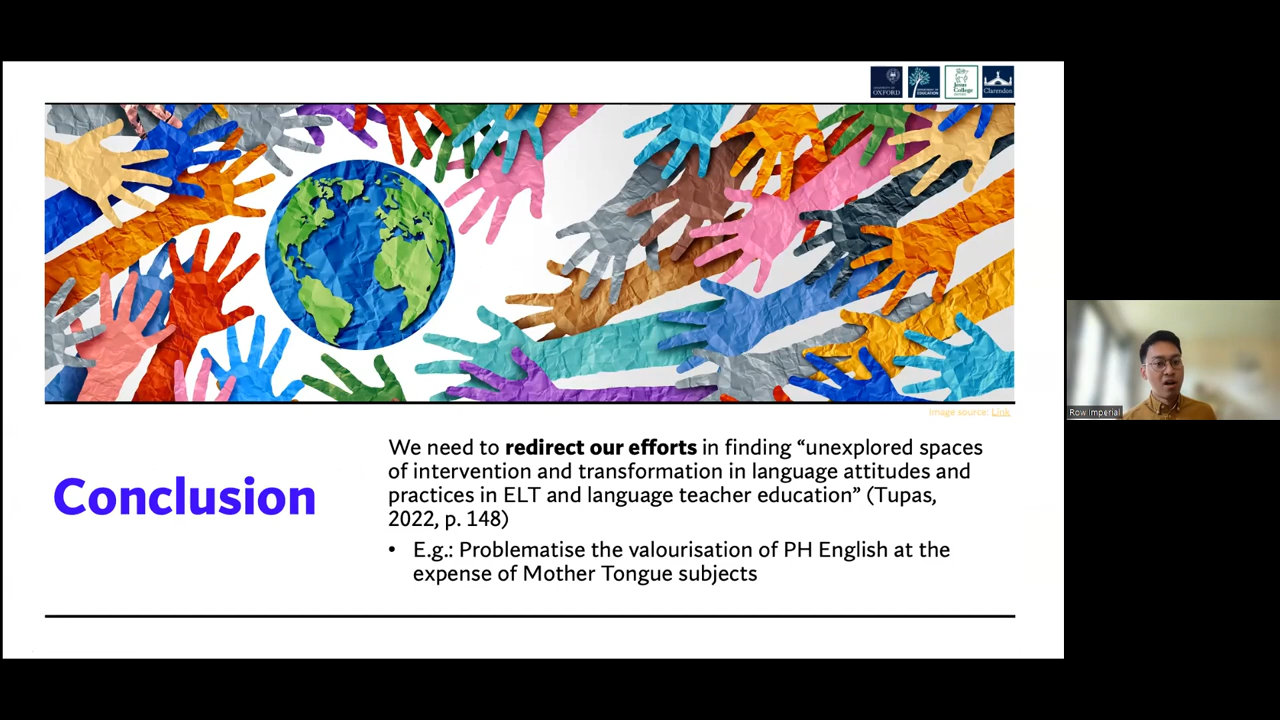 UNIVERSITY OF
OXFORD
DEPARTMENT OF
EDUCATION
Jesus
College
Clarendon
Image source: Link
Conclusion
We need to redirect our efforts in finding “unexplored spaces
of intervention and transformation in language attitudes and
practices in ELT and language teacher education” (Tupas,
2022, p. 148)
• E.g.: Problematise the valourisation of PH English at the
expense of Mother Tongue subjects
Row Imperial